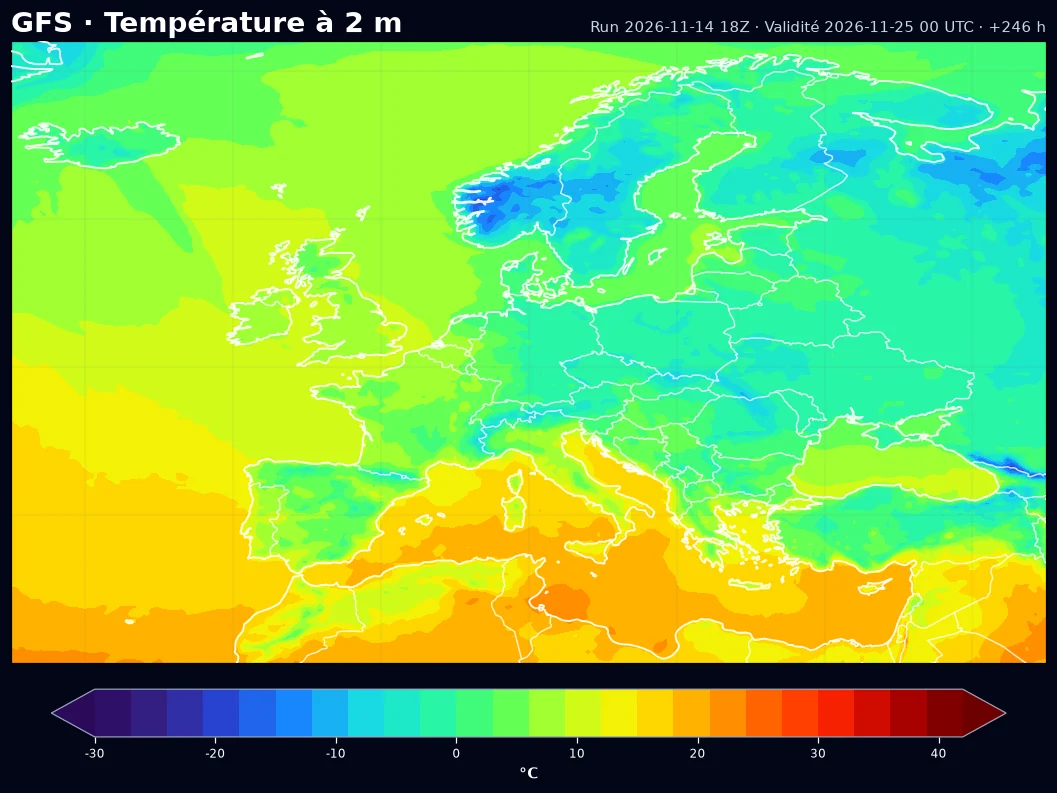 GFS · Température à 2 m
Run 2026-11-14 18Z · Validité 2026-11-25 00 UTC · +246 h
-30 -20 -10 0 10 20 30 40
°C